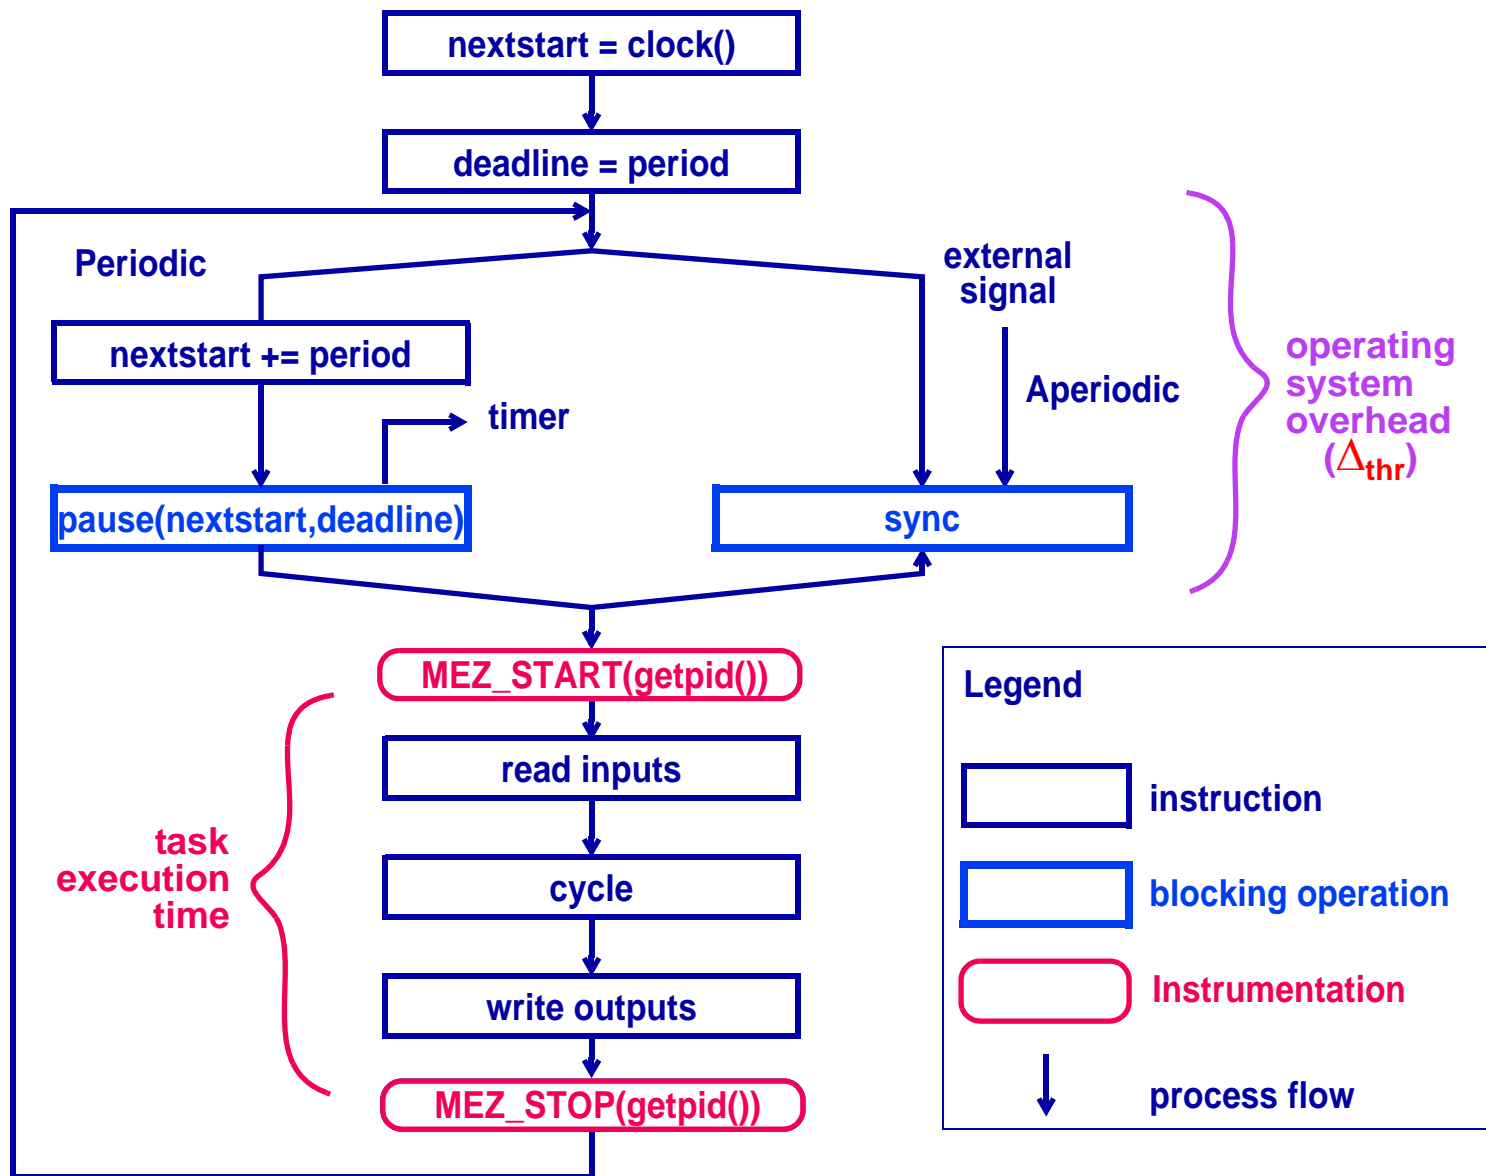 nextstart = clock()
deadline = period
Periodic
external
signal
nextstart += period
timer
Aperiodic
operating
system
overhead
(Δthr)
pause(nextstart,deadline)
sync
MEZ_START(getpid())
read inputs
task
execution
time
cycle
write outputs
MEZ_STOP(getpid())
Legend
instruction
blocking operation
Instrumentation
process flow